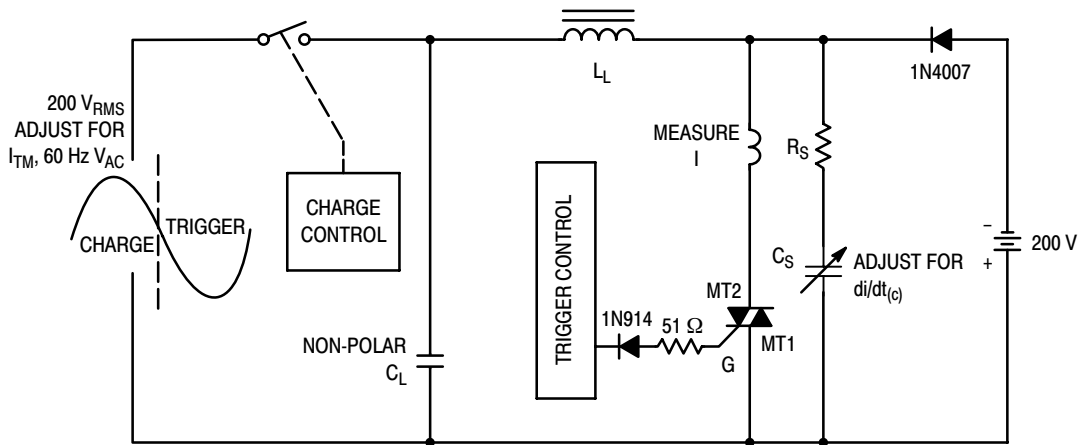 200 V_RMS
ADJUST FOR
I_TM, 60 Hz V_AC
CHARGE
TRIGGER
CHARGE
CONTROL
NON-POLAR
C_L
L_L
TRIGGER CONTROL
MEASURE
I
R_S
1N4007
–
+
200 V
C_S
ADJUST FOR
di/dt(c)
1N914
51 Ω
MT2
MT1
G